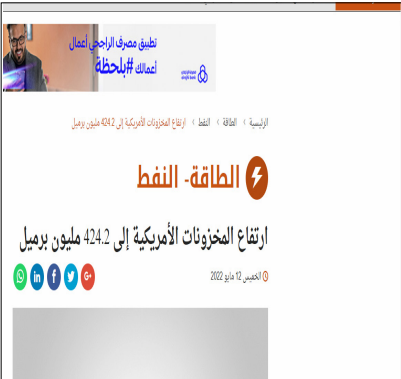 تطبيق مصرف الراجحي أعمال
أعمالك #بلحظة
الرئيسية > الطاقة > النفط > ارتفاع المخزونات الأمريكية إلى 424.2 مليون برميل
الطاقة- النفط
ارتفاع المخزونات الأمريكية إلى 424.2 مليون برميل
الخميس 12 مايو 2022